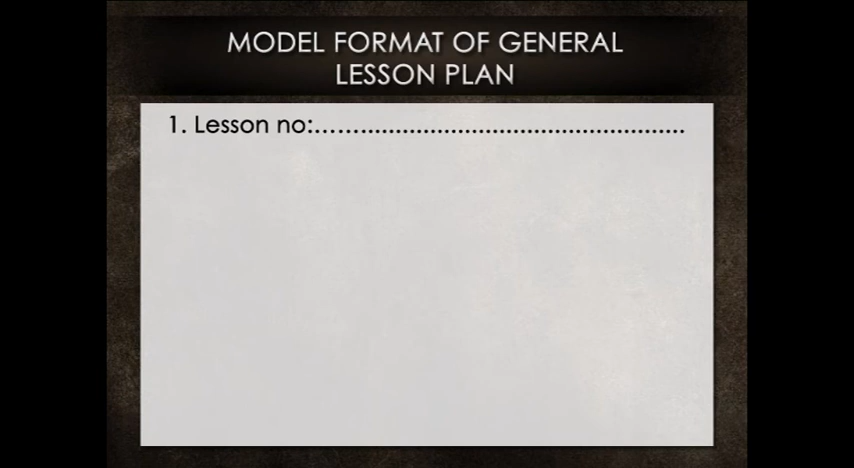 MODEL FORMAT OF GENERAL
LESSON PLAN
1. Lesson no:.....................................................